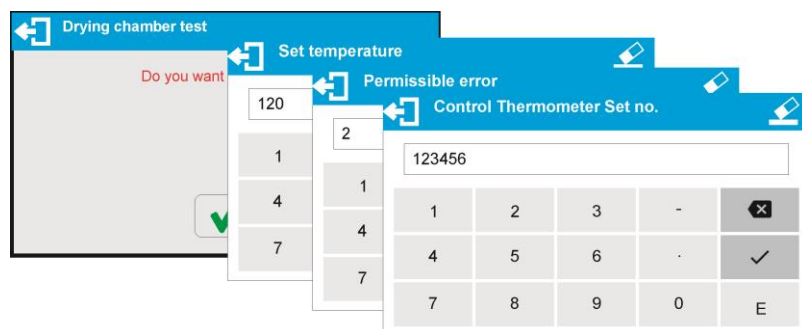 Drying chamber test
Do you want
Set temperature
120
1
4
7
Permissible error
2
1
4
7
Control Thermometer Set no.
123456
1 2 3 -
4 5 6 .
7 8 9 0 E